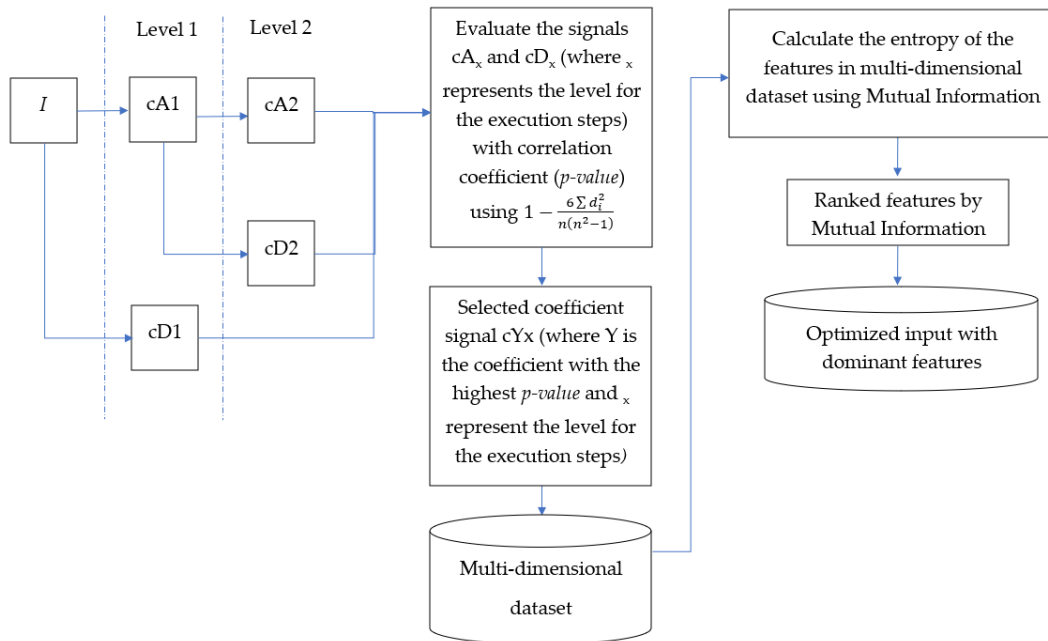 Level 1
Level 2
I
cA1
cA2
cD2
cD1
Evaluate the signals
cAₓ and cDₓ (where ₓ
represents the level for
the execution steps)
with correlation
coefficient (p-value)
using 1 − 6 ∑ dᵢ² / n(n²−1)
Selected coefficient
signal cYx (where Y is
the coefficient with the
highest p-value and ₓ
represent the level for
the execution steps)
Multi-dimensional
dataset
Calculate the entropy of the
features in multi-dimensional
dataset using Mutual Information
Ranked features by
Mutual Information
Optimized input with
dominant features